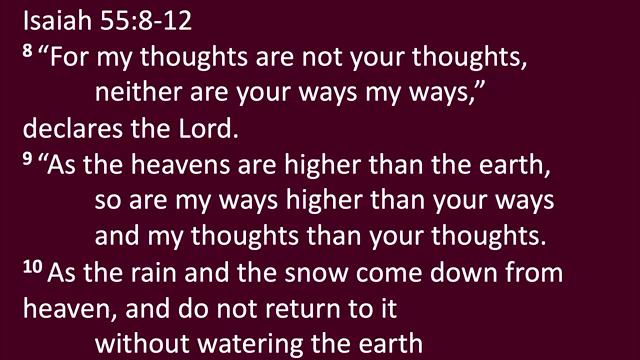 Isaiah 55:8-12
8 “For my thoughts are not your thoughts,
neither are your ways my ways,”
declares the Lord.
9 “As the heavens are higher than the earth,
so are my ways higher than your ways
and my thoughts than your thoughts.
10 As the rain and the snow come down from
heaven, and do not return to it
without watering the earth